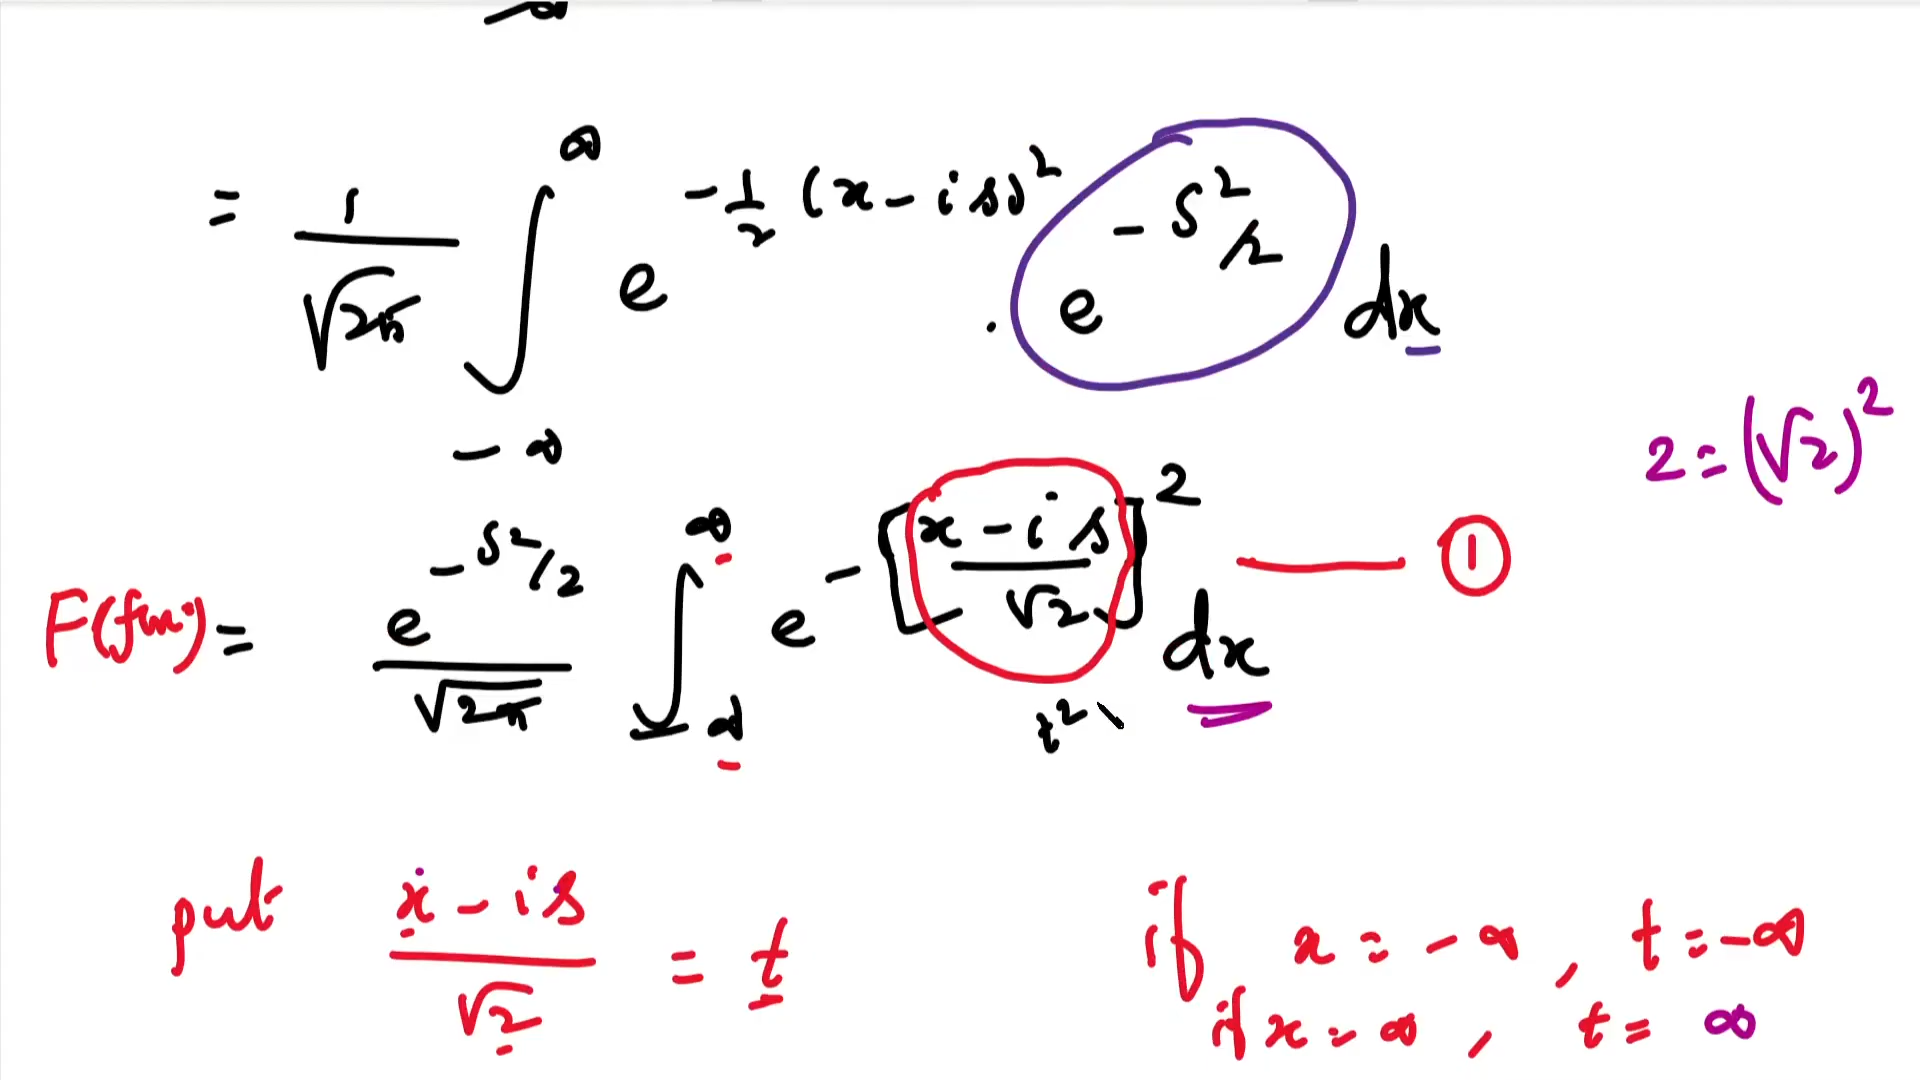 -∞
= 1/√2π ∫_{-∞}^{∞} e^{-1/2 (x-is)^2} . e^{-s^2/2} dx
2 = (√2)^2
F(f(x)) = e^{-s^2/2}/√2π ∫_{-∞}^{∞} e^{-[(x-is)/√2]^2} dx —— ①
t^2
put (x-is)/√2 = t
if x = -∞, t = -∞
if x = ∞, t = ∞